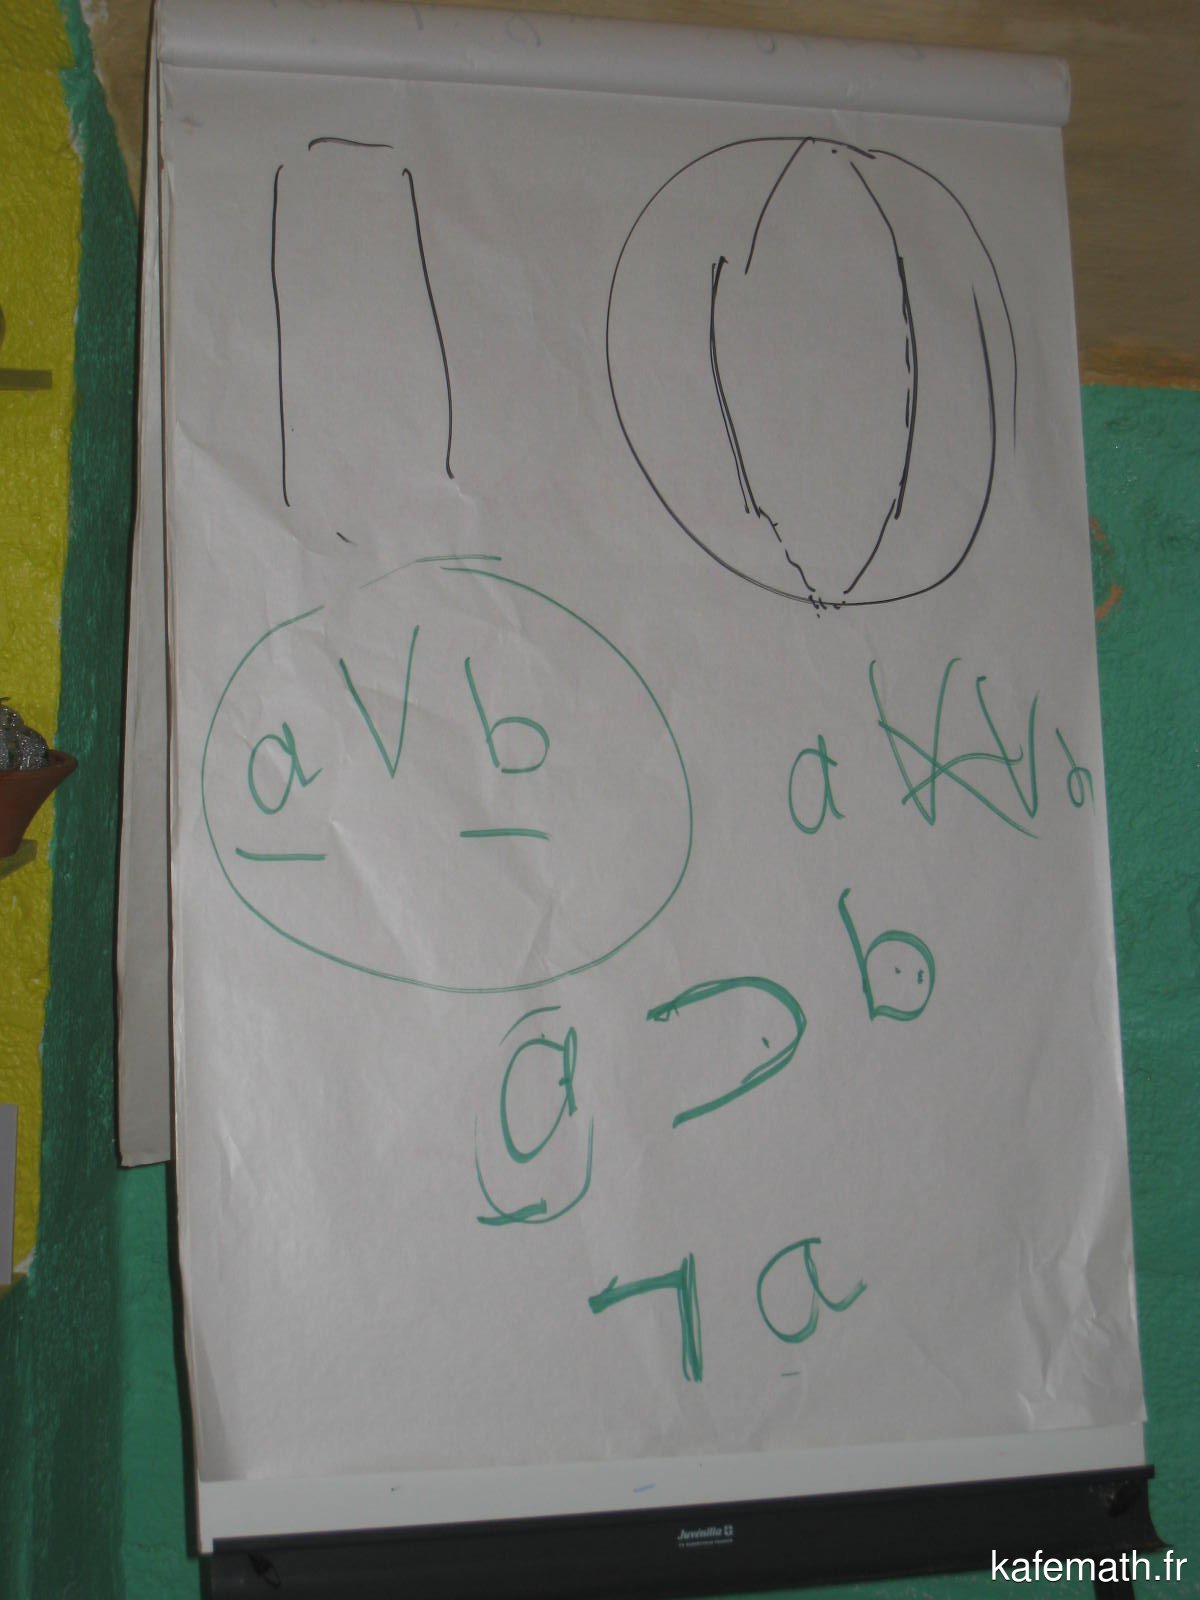 a ∨ b
a ⊃ b
¬ a
Juvénilia
kafemath.fr